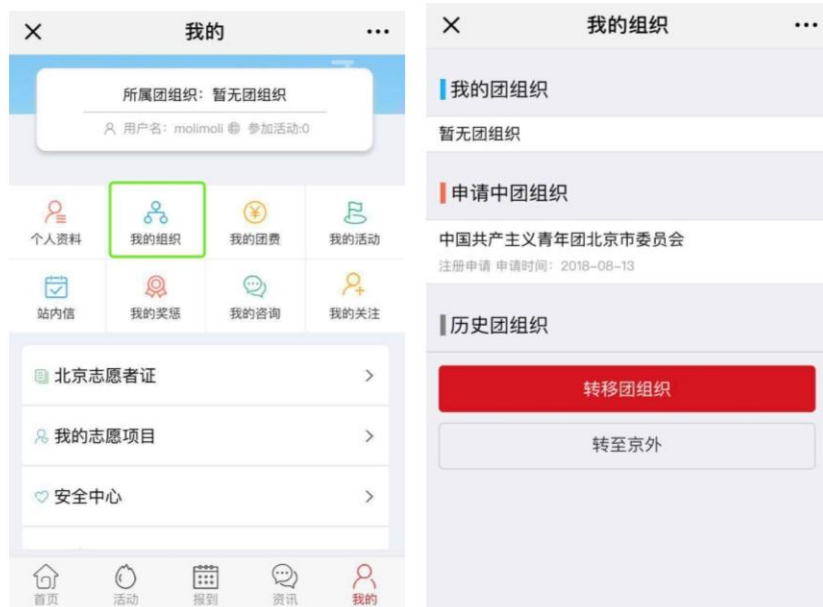 我的
所属团组织：暂无团组织
用户名：molimoli 参加活动:0
个人资料 我的组织 我的团费 我的活动
站内信 我的奖惩 我的咨询 我的关注
北京志愿者证
我的志愿项目
安全中心
首页 活动 报到 资讯 我的
我的组织
我的团组织
暂无团组织
申请中团组织
中国共产主义青年团北京市委员会
注册申请 申请时间：2018-08-13
历史团组织
转移团组织
转至京外